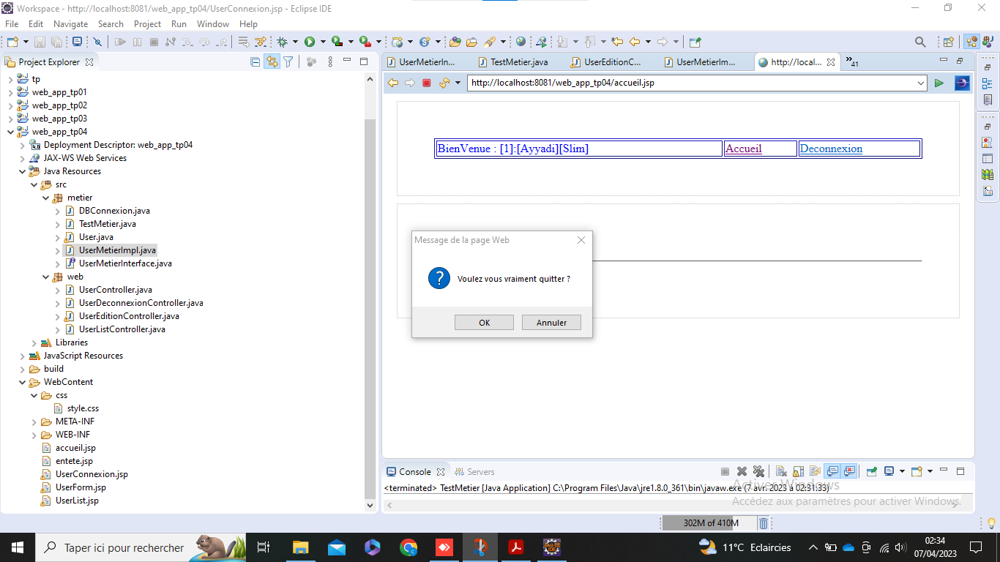 Workspace - http://localhost:8081/web_app_tp04/UserConnexion.jsp - Eclipse IDE
File Edit Navigate Search Project Run Window Help
Project Explorer
tp
web_app_tp01
web_app_tp02
web_app_tp03
web_app_tp04
Deployment Descriptor: web_app_tp04
JAX-WS Web Services
Java Resources
src
metier
DBConnexion.java
TestMetier.java
User.java
UserMetierImpl.java
UserMetierInterface.java
web
UserController.java
UserDeconnexionController.java
UserEditionController.java
UserListController.java
Libraries
JavaScript Resources
build
WebContent
css
style.css
META-INF
WEB-INF
accueil.jsp
entete.jsp
UserConnexion.jsp
UserForm.jsp
UserList.jsp
UserMetierIn... TestMetier.java UserEditionC... UserMetierIm... http://local... »41
http://localhost:8081/web_app_tp04/accueil.jsp
BienVenue : [1]:[Ayyadi][Slim] Accueil Deconnexion
Message de la page Web
Voulez vous vraiment quitter ?
OK Annuler
Console Servers
<terminated> TestMetier [Java Application] C:\Program Files\Java\jre1.8.0_361\bin\javaw.exe (7 avr. 2023 à 02:31:33)
Activer Windows
Accédez aux paramètres pour activer Windows.
302M of 410M
Taper ici pour rechercher
11°C Eclaircies
02:34
07/04/2023